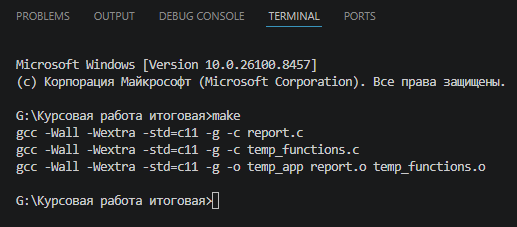 PROBLEMS OUTPUT DEBUG CONSOLE TERMINAL PORTS
Microsoft Windows [Version 10.0.26100.8457]
(c) Корпорация Майкрософт (Microsoft Corporation). Все права защищены.
G:\Курсовая работа итоговая>make
gcc -Wall -Wextra -std=c11 -g -c report.c
gcc -Wall -Wextra -std=c11 -g -c temp_functions.c
gcc -Wall -Wextra -std=c11 -g -o temp_app report.o temp_functions.o
G:\Курсовая работа итоговая>